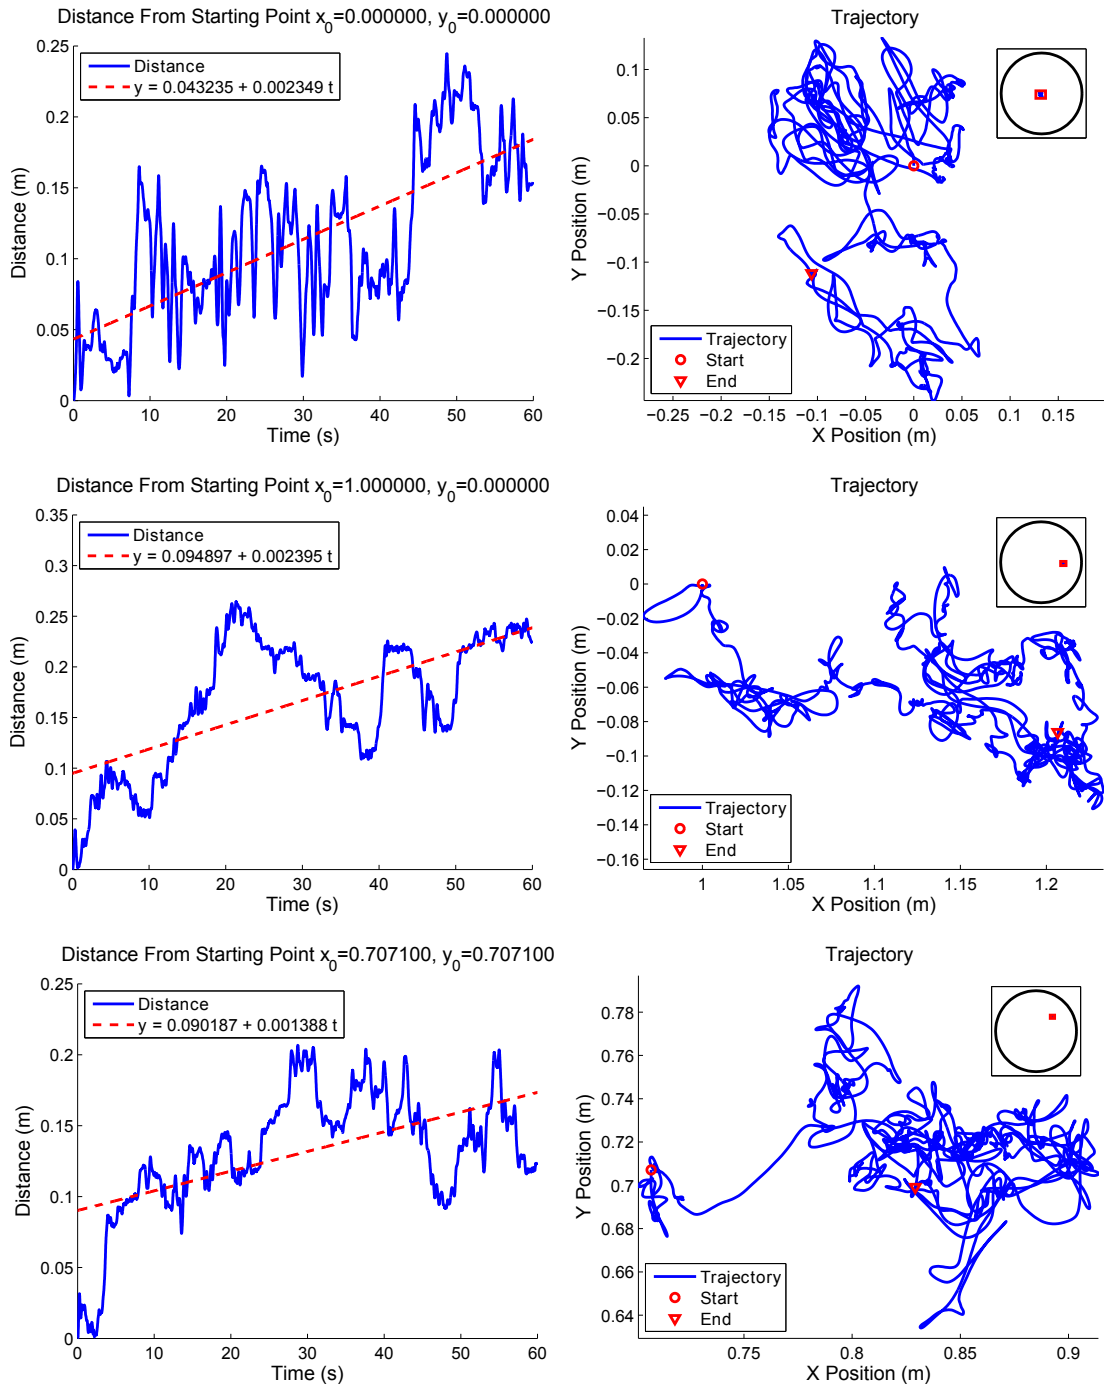 Distance From Starting Point x0=0.000000, y0=0.000000
Distance
y = 0.043235 + 0.002349 t
0.25
0.2
0.15
0.1
0.05
0
Distance (m)
0 10 20 30 40 50 60
Time (s)
Trajectory
0.1
0.05
0
−0.05
−0.1
−0.15
−0.2
Y Position (m)
Trajectory
Start
End
−0.25 −0.2 −0.15 −0.1 −0.05 0 0.05 0.1 0.15
X Position (m)
Distance From Starting Point x0=1.000000, y0=0.000000
Distance
y = 0.094897 + 0.002395 t
0.35
0.3
0.25
0.2
0.15
0.1
0.05
0
Distance (m)
0 10 20 30 40 50 60
Time (s)
Trajectory
0.04
0.02
0
−0.02
−0.04
−0.06
−0.08
−0.1
−0.12
−0.14
−0.16
Y Position (m)
Trajectory
Start
End
1 1.05 1.1 1.15 1.2
X Position (m)
Distance From Starting Point x0=0.707100, y0=0.707100
Distance
y = 0.090187 + 0.001388 t
0.25
0.2
0.15
0.1
0.05
0
Distance (m)
0 10 20 30 40 50 60
Time (s)
Trajectory
0.78
0.76
0.74
0.72
0.7
0.68
0.66
0.64
Y Position (m)
Trajectory
Start
End
0.75 0.8 0.85 0.9
X Position (m)